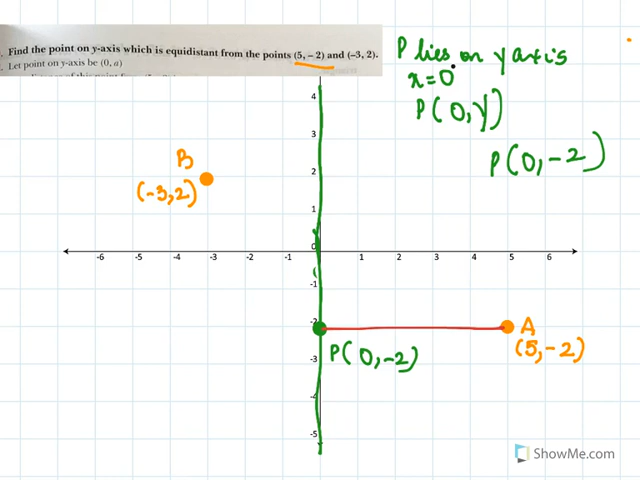 Find the point on y-axis which is equidistant from the points (5, – 2) and (–3, 2).
Let point on y-axis be (0, a)
P lies on y axis
x=0
P(0,y)
P(0,-2)
B
(-3,2)
4
3
2
1
0
-6 -5 -4 -3 -2 -1 1 2 3 4 5 6
-1
-2
-3
-4
-5
A
(5,-2)
P(0,-2)
ShowMe.com